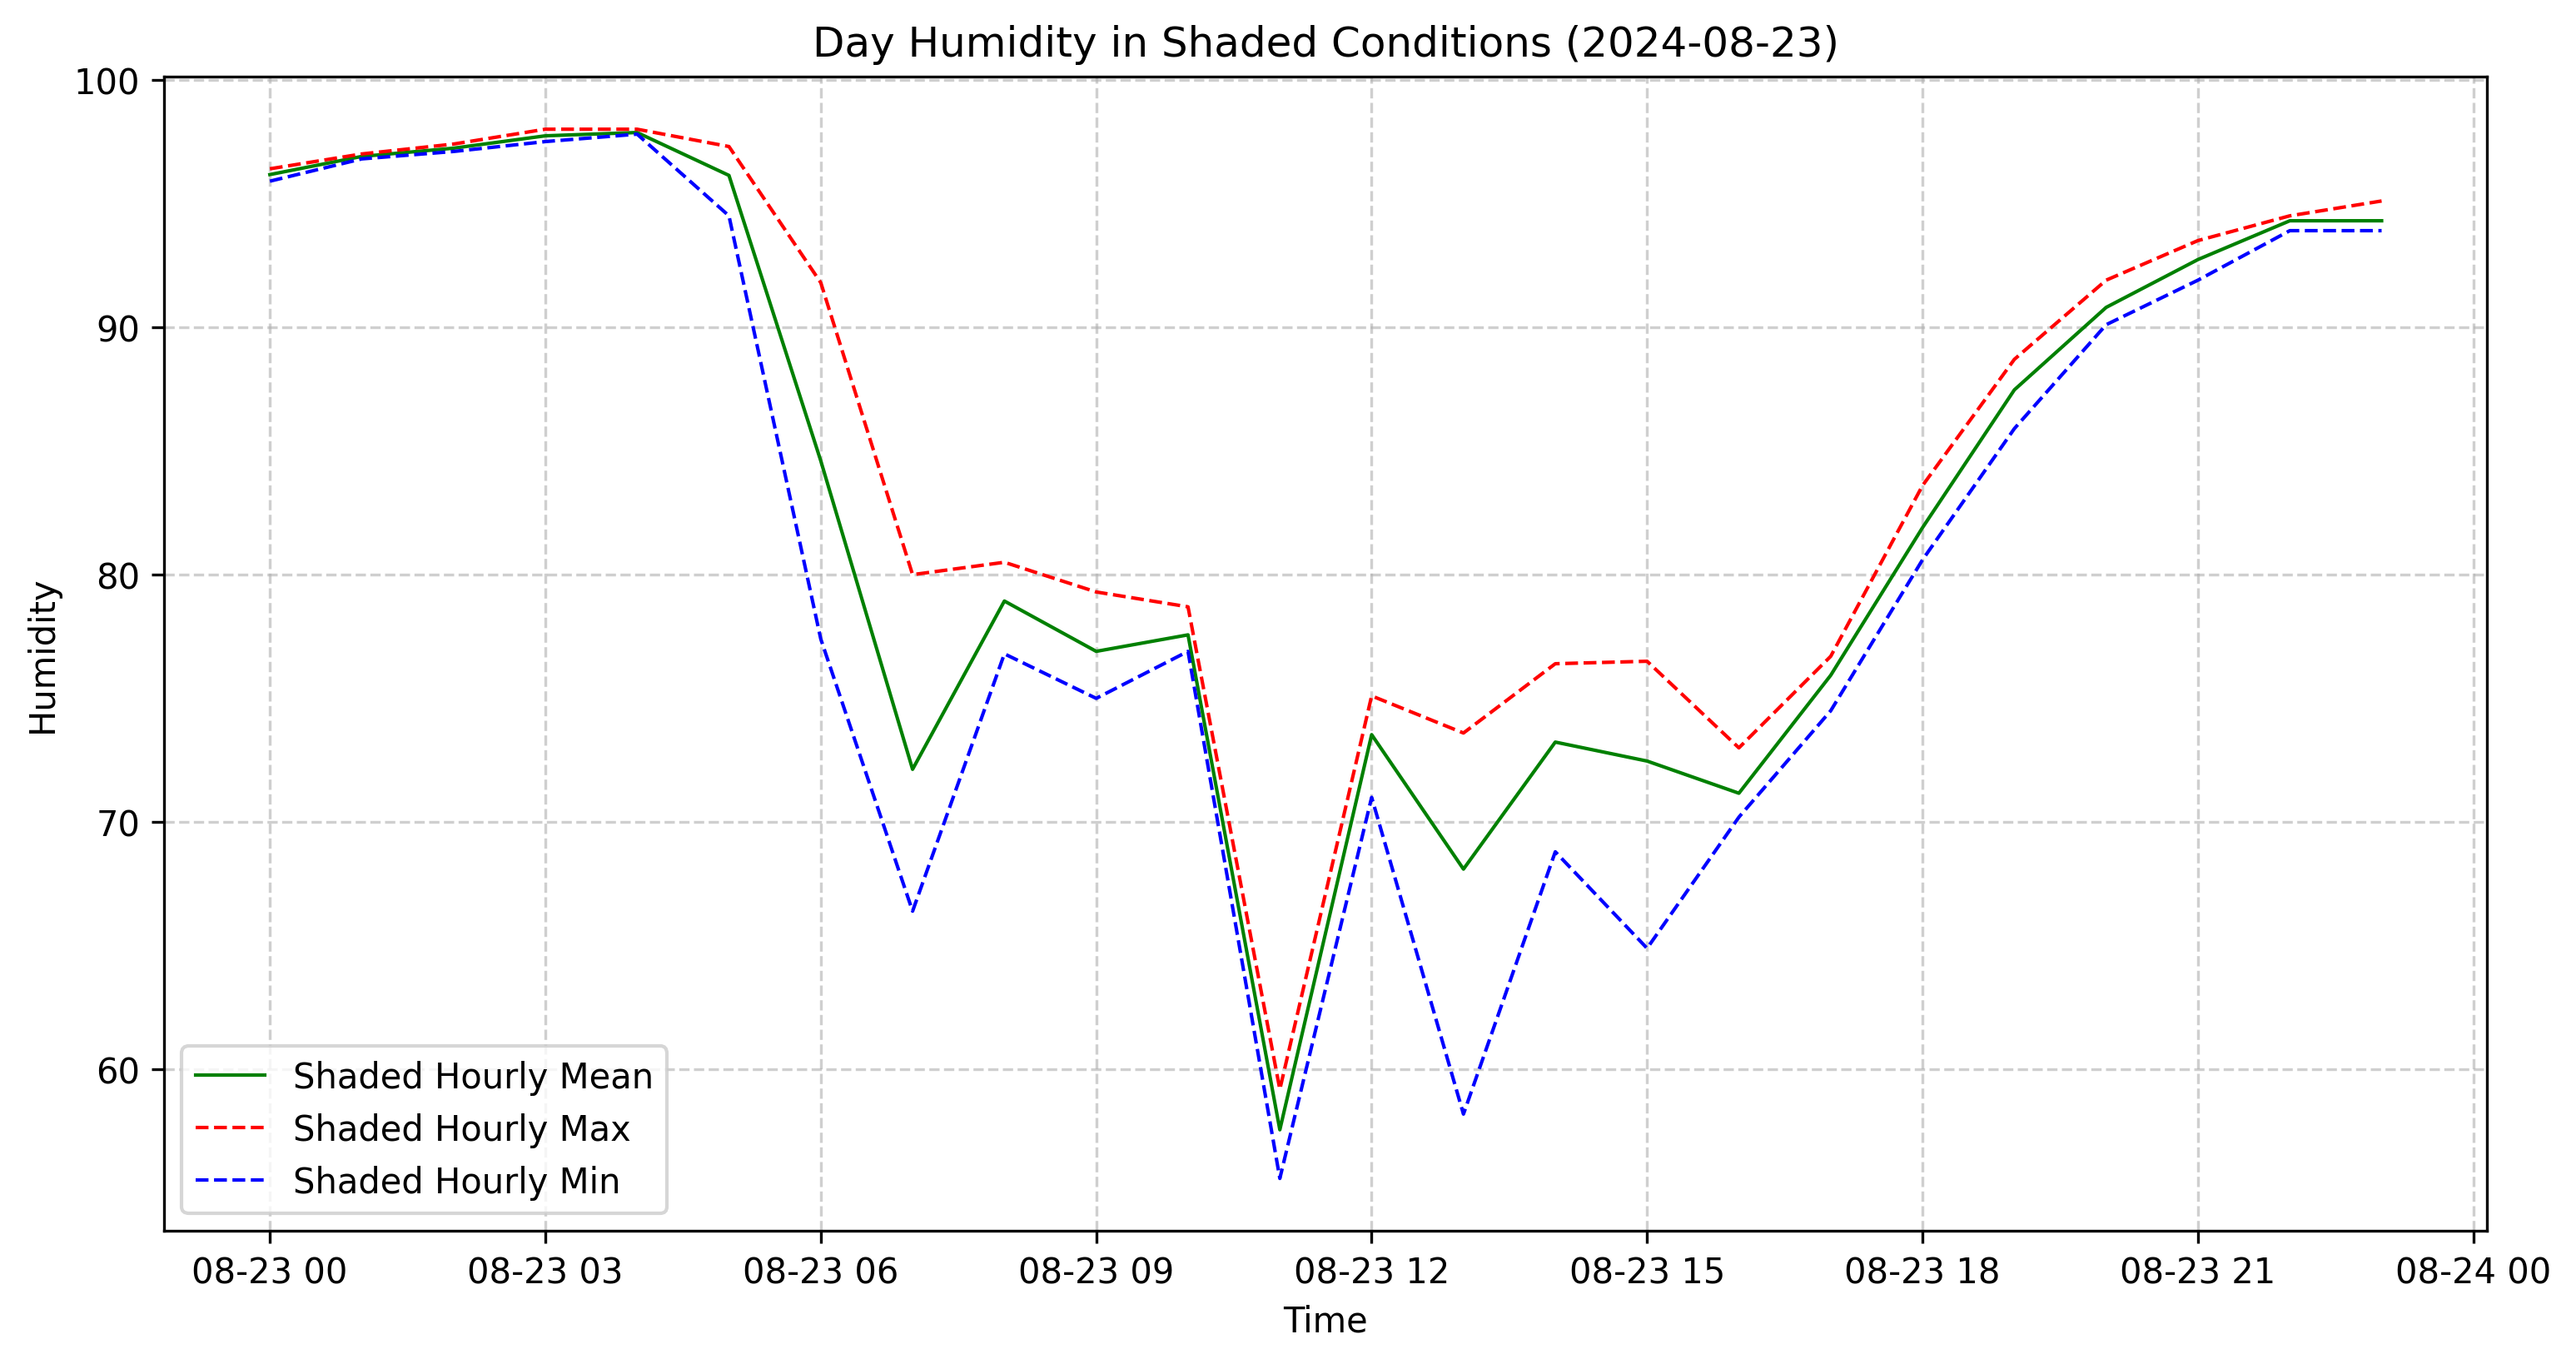 Day Humidity in Shaded Conditions (2024-08-23)
100
90
80
70
60
Humidity
Shaded Hourly Mean
Shaded Hourly Max
Shaded Hourly Min
08-23 00
08-23 03
08-23 06
08-23 09
08-23 12
08-23 15
08-23 18
08-23 21
08-24 00
Time